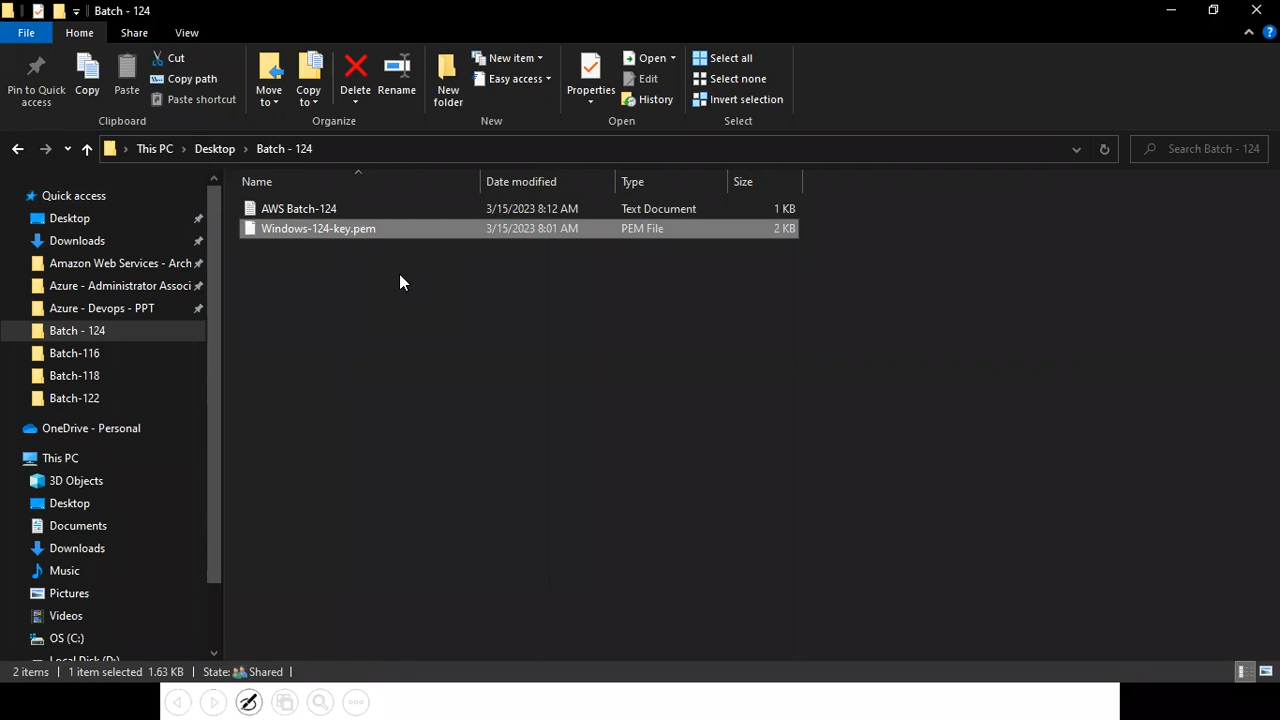 Batch - 124
File Home Share View
Pin to Quick access
Copy
Paste
Cut
Copy path
Paste shortcut
Clipboard
Move to
Copy to
Delete
Rename
Organize
New folder
New item
Easy access
New
Properties
Open
Edit
History
Open
Select all
Select none
Invert selection
Select
This PC Desktop Batch - 124
Search Batch - 124
Name Date modified Type Size
AWS Batch-124 3/15/2023 8:12 AM Text Document 1 KB
Windows-124-key.pem 3/15/2023 8:01 AM PEM File 2 KB
Quick access
Desktop
Downloads
Amazon Web Services - Arch
Azure - Administrator Associ
Azure - Devops - PPT
Batch - 124
Batch-116
Batch-118
Batch-122
OneDrive - Personal
This PC
3D Objects
Desktop
Documents
Downloads
Music
Pictures
Videos
OS (C:)
Local Disk (D:)
2 items 1 item selected 1.63 KB State: Shared